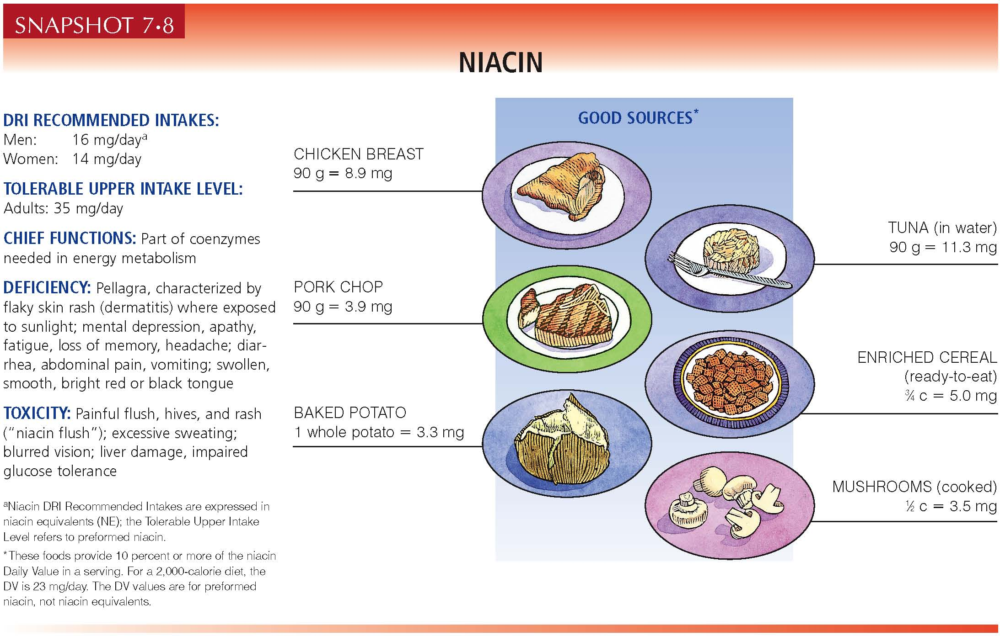 SNAPSHOT 7•8
NIACIN
DRI RECOMMENDED INTAKES:
Men: 16 mg/dayᵃ
Women: 14 mg/day
TOLERABLE UPPER INTAKE LEVEL:
Adults: 35 mg/day
CHIEF FUNCTIONS: Part of coenzymes
needed in energy metabolism
DEFICIENCY: Pellagra, characterized by
flaky skin rash (dermatitis) where exposed
to sunlight; mental depression, apathy,
fatigue, loss of memory, headache; diar-
rhea, abdominal pain, vomiting; swollen,
smooth, bright red or black tongue
TOXICITY: Painful flush, hives, and rash
(“niacin flush”); excessive sweating;
blurred vision; liver damage, impaired
glucose tolerance
ᵃNiacin DRI Recommended Intakes are expressed in
niacin equivalents (NE); the Tolerable Upper Intake
Level refers to preformed niacin.
*These foods provide 10 percent or more of the niacin
Daily Value in a serving. For a 2,000-calorie diet, the
DV is 23 mg/day. The DV values are for preformed
niacin, not niacin equivalents.
GOOD SOURCES*
CHICKEN BREAST
90 g = 8.9 mg
TUNA (in water)
90 g = 11.3 mg
PORK CHOP
90 g = 3.9 mg
ENRICHED CEREAL
(ready-to-eat)
¾ c = 5.0 mg
BAKED POTATO
1 whole potato = 3.3 mg
MUSHROOMS (cooked)
½ c = 3.5 mg